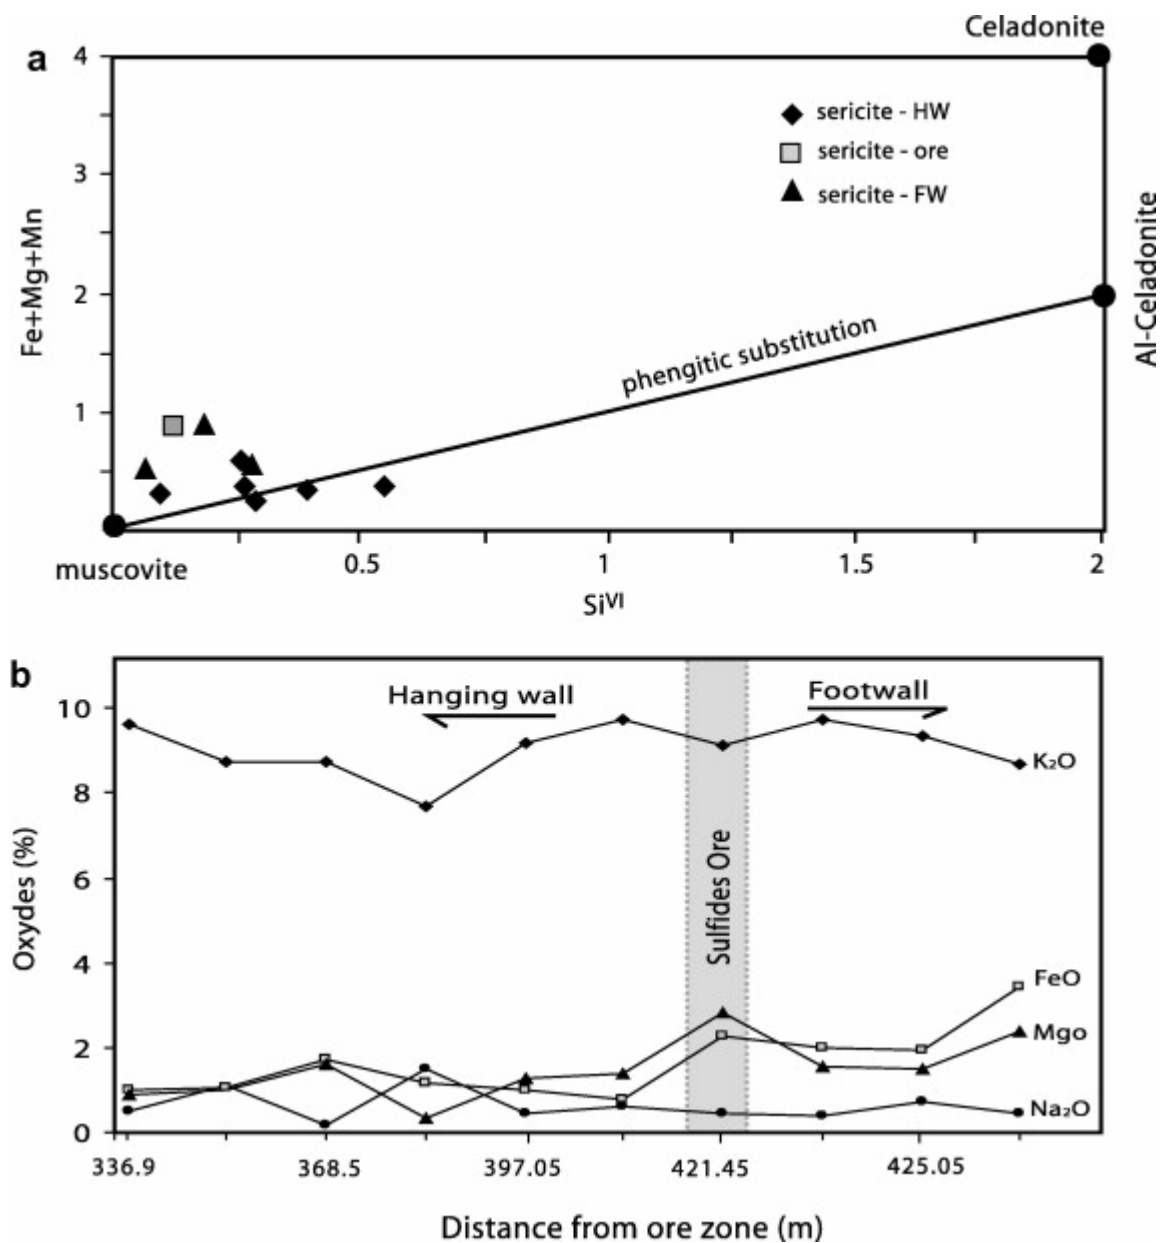 Celadonite
a
4
sericite - HW
sericite - ore
3
sericite - FW
Fe+Mg+Mn
Al-Celadonite
2
phengitic substitution
1
muscovite
0.5
1
1.5
2
Siⱽᴵ
b
Hanging wall
Footwall
10
K₂O
8
6
Oxydes (%)
Sulfides Ore
4
FeO
2
Mgo
Na₂O
0
336.9
368.5
397.05
421.45
425.05
Distance from ore zone (m)